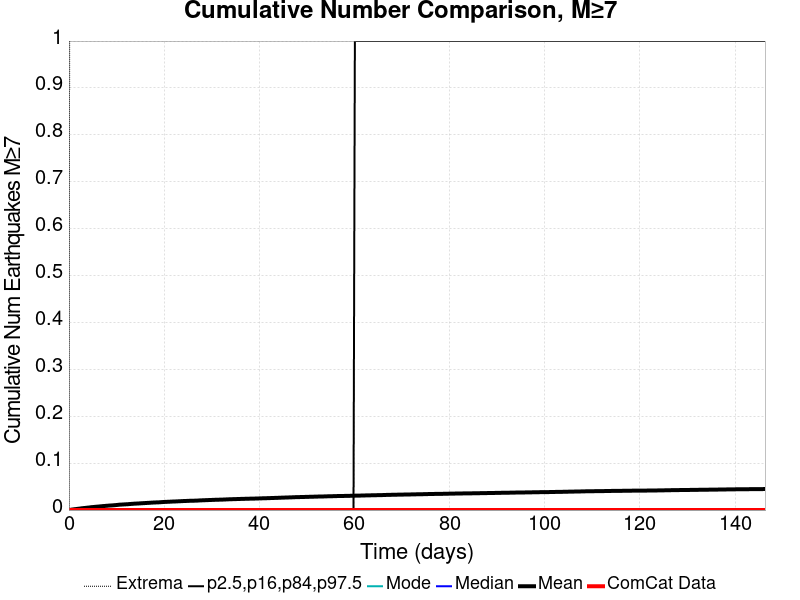 Cumulative Number Comparison, M≥7
Cumulative Num Earthquakes M≥7
1
0.9
0.8
0.7
0.6
0.5
0.4
0.3
0.2
0.1
0
0 20 40 60 80 100 120 140
Time (days)
Extrema p2.5,p16,p84,p97.5 Mode Median Mean ComCat Data